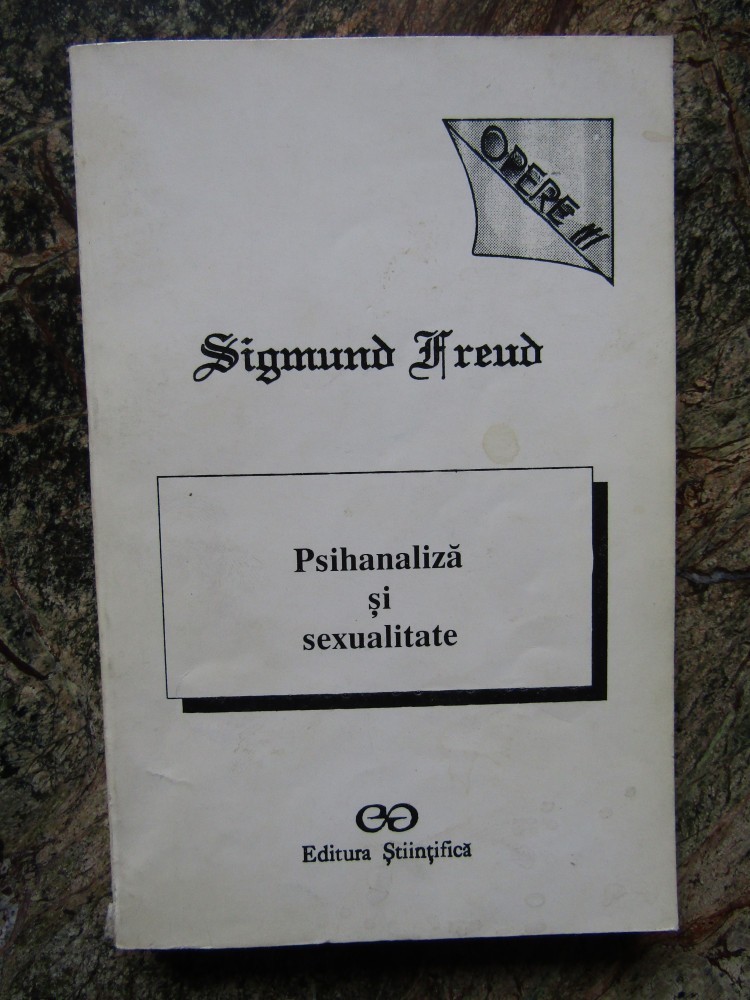 OPERE III
Sigmund Freud
Psihanaliză
și
sexualitate
Editura Științifică